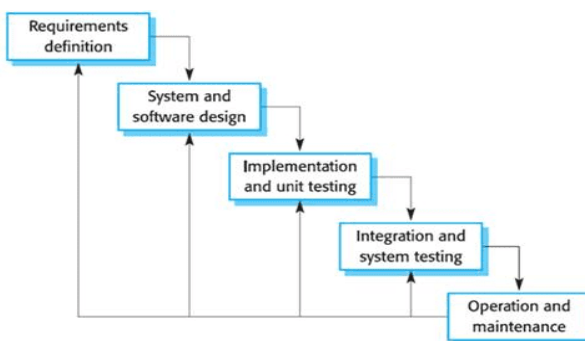 Requirements
definition
System and
software design
Implementation
and unit testing
Integration and
system testing
Operation and
maintenance